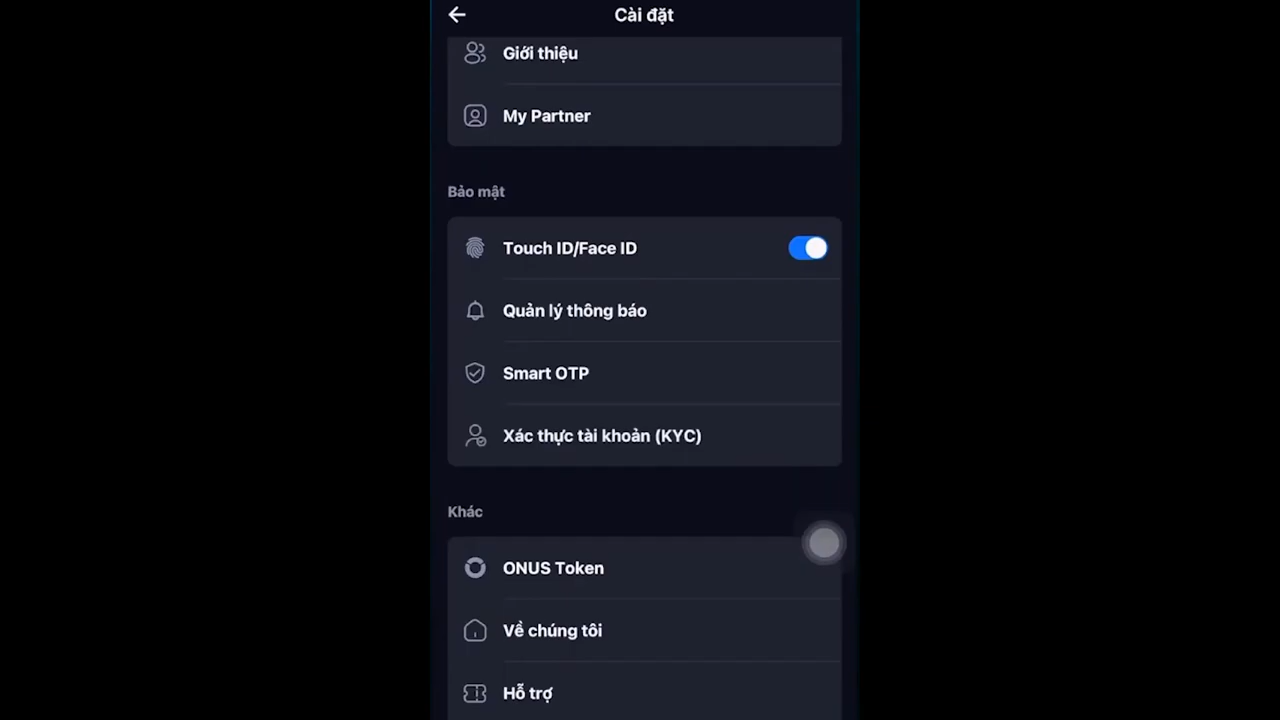 Cài đặt
Giới thiệu
My Partner
Bảo mật
Touch ID/Face ID
Quản lý thông báo
Smart OTP
Xác thực tài khoản (KYC)
Khác
ONUS Token
Về chúng tôi
Hỗ trợ